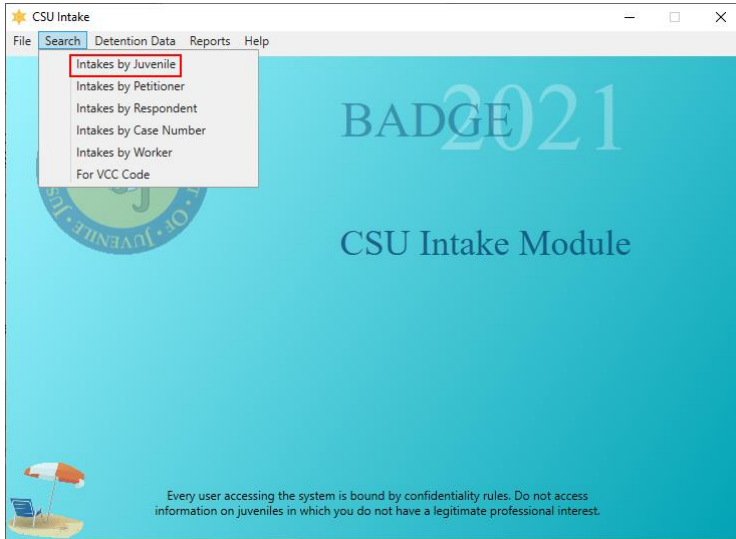 CSU Intake
File Search Detention Data Reports Help
Intakes by Juvenile
Intakes by Petitioner
Intakes by Respondent
Intakes by Case Number
Intakes by Worker
For VCC Code
BADGE 2021
OF JUVENILE JUS
CSU Intake Module
Every user accessing the system is bound by confidentiality rules. Do not access
information on juveniles in which you do not have a legitimate professional interest.